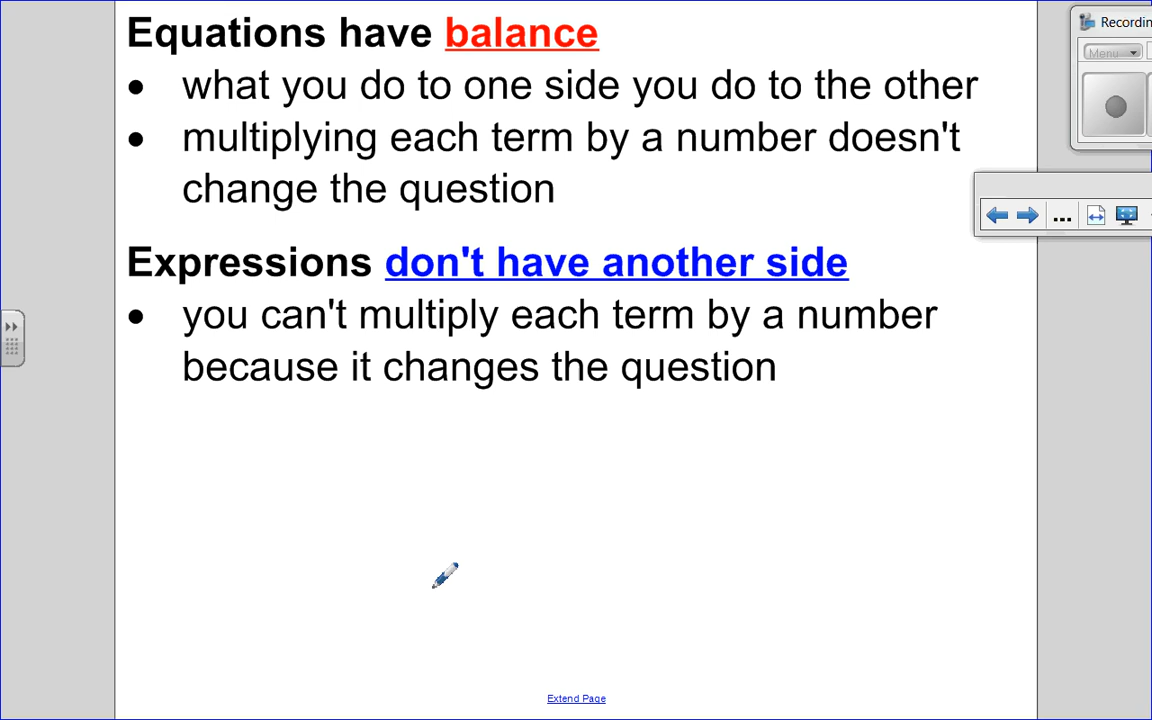 Equations have balance
• what you do to one side you do to the other
• multiplying each term by a number doesn't
change the question
Expressions don't have another side
• you can't multiply each term by a number
because it changes the question
Extend Page
Menu
...